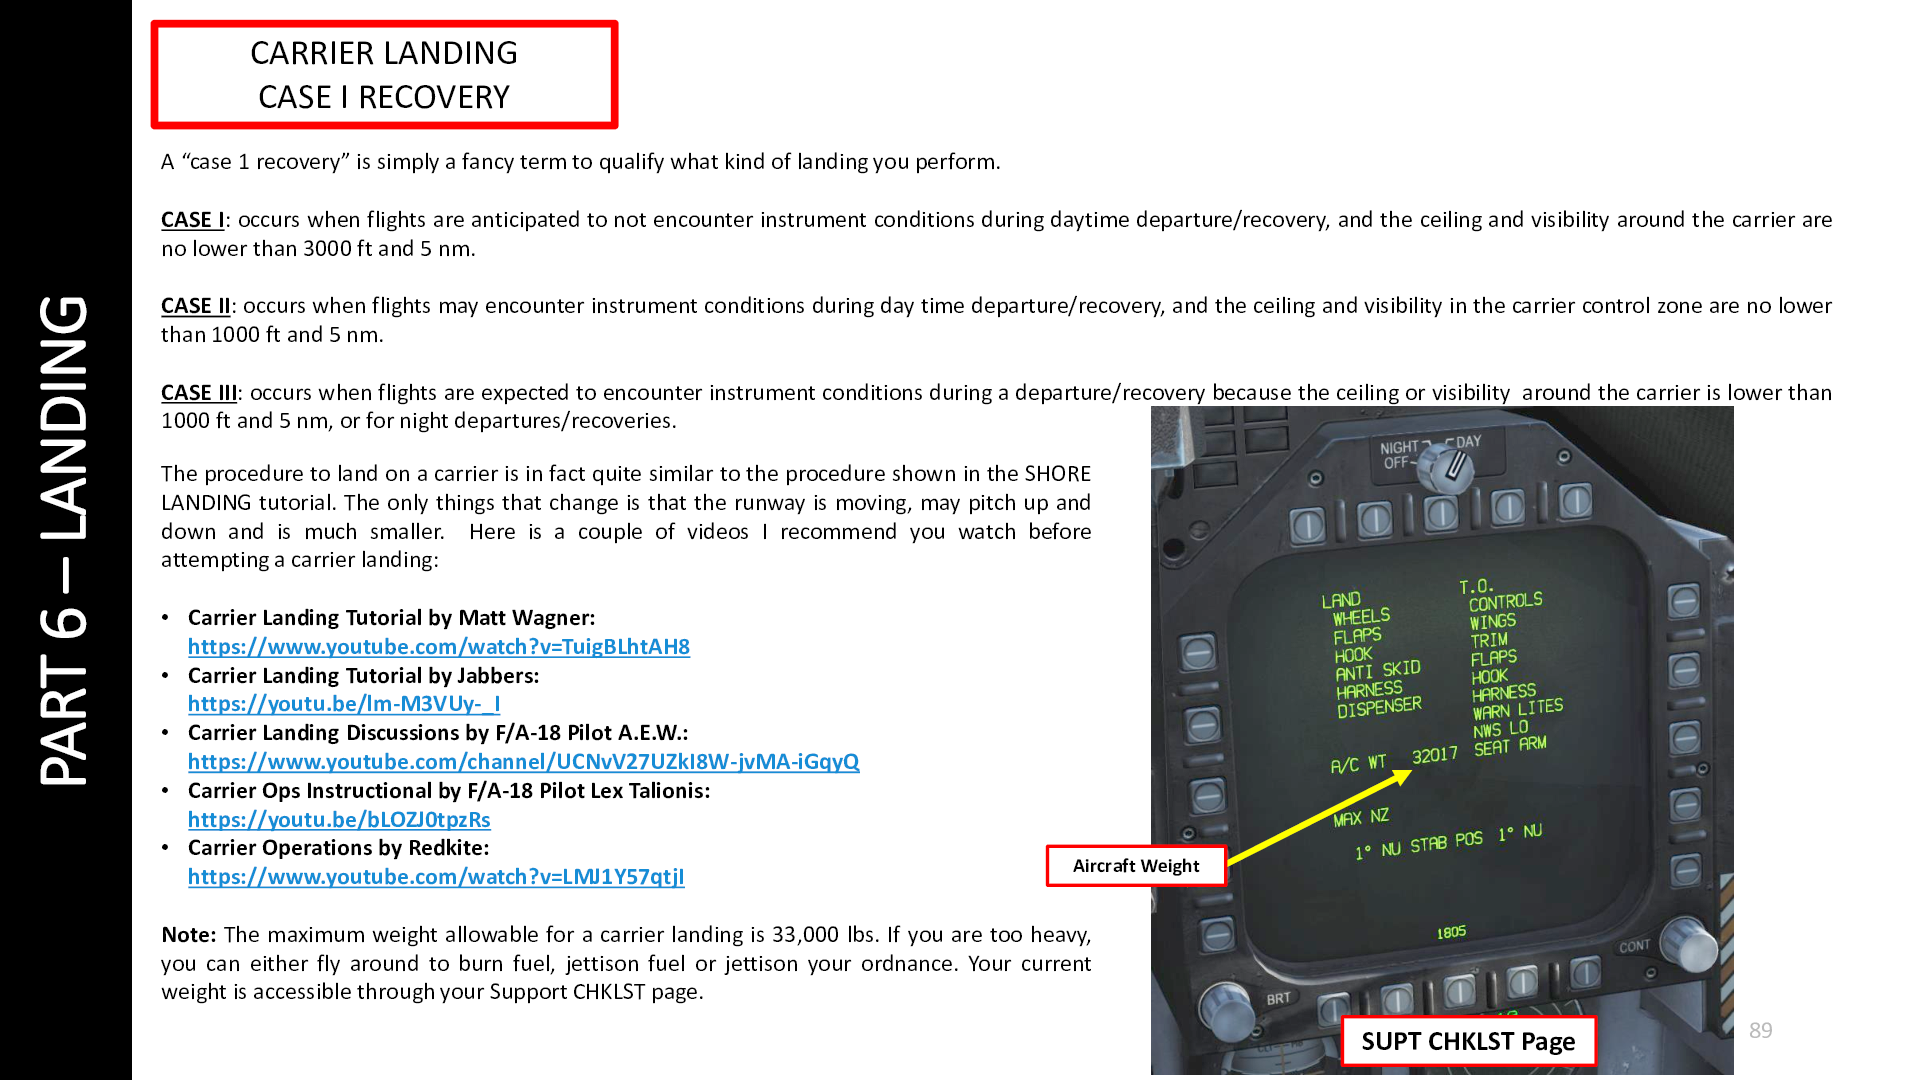 PART 6 – LANDING
CARRIER LANDING
CASE I RECOVERY
A “case 1 recovery” is simply a fancy term to qualify what kind of landing you perform.
CASE I: occurs when flights are anticipated to not encounter instrument conditions during daytime departure/recovery, and the ceiling and visibility around the carrier are
no lower than 3000 ft and 5 nm.
CASE II: occurs when flights may encounter instrument conditions during day time departure/recovery, and the ceiling and visibility in the carrier control zone are no lower
than 1000 ft and 5 nm.
CASE III: occurs when flights are expected to encounter instrument conditions during a departure/recovery because the ceiling or visibility around the carrier is lower than
1000 ft and 5 nm, or for night departures/recoveries.
The procedure to land on a carrier is in fact quite similar to the procedure shown in the SHORE
LANDING tutorial. The only things that change is that the runway is moving, may pitch up and
down and is much smaller. Here is a couple of videos I recommend you watch before
attempting a carrier landing:
• Carrier Landing Tutorial by Matt Wagner:
https://www.youtube.com/watch?v=TuigBLhtAH8
• Carrier Landing Tutorial by Jabbers:
https://youtu.be/lm-M3VUy-_I
• Carrier Landing Discussions by F/A-18 Pilot A.E.W.:
https://www.youtube.com/channel/UCNvV27UZkI8W-jvMA-iGqyQ
• Carrier Ops Instructional by F/A-18 Pilot Lex Talionis:
https://youtu.be/bLOZJ0tpzRs
• Carrier Operations by Redkite:
https://www.youtube.com/watch?v=LMJ1Y57qtjI
Note: The maximum weight allowable for a carrier landing is 33,000 lbs. If you are too heavy,
you can either fly around to burn fuel, jettison fuel or jettison your ordnance. Your current
weight is accessible through your Support CHKLST page.
NIGHT DAY
OFF
LAND
WHEELS
FLAPS
HOOK
ANTI SKID
HARNESS
DISPENSER
T.O.
CONTROLS
WINGS
TRIM
FLAPS
HOOK
HARNESS
WARN LITES
NWS LO
SEAT ARM
A/C WT 32017
MAX NZ
1° NU STAB POS 1° NU
1805
BRT
CONT
Aircraft Weight
SUPT CHKLST Page
89